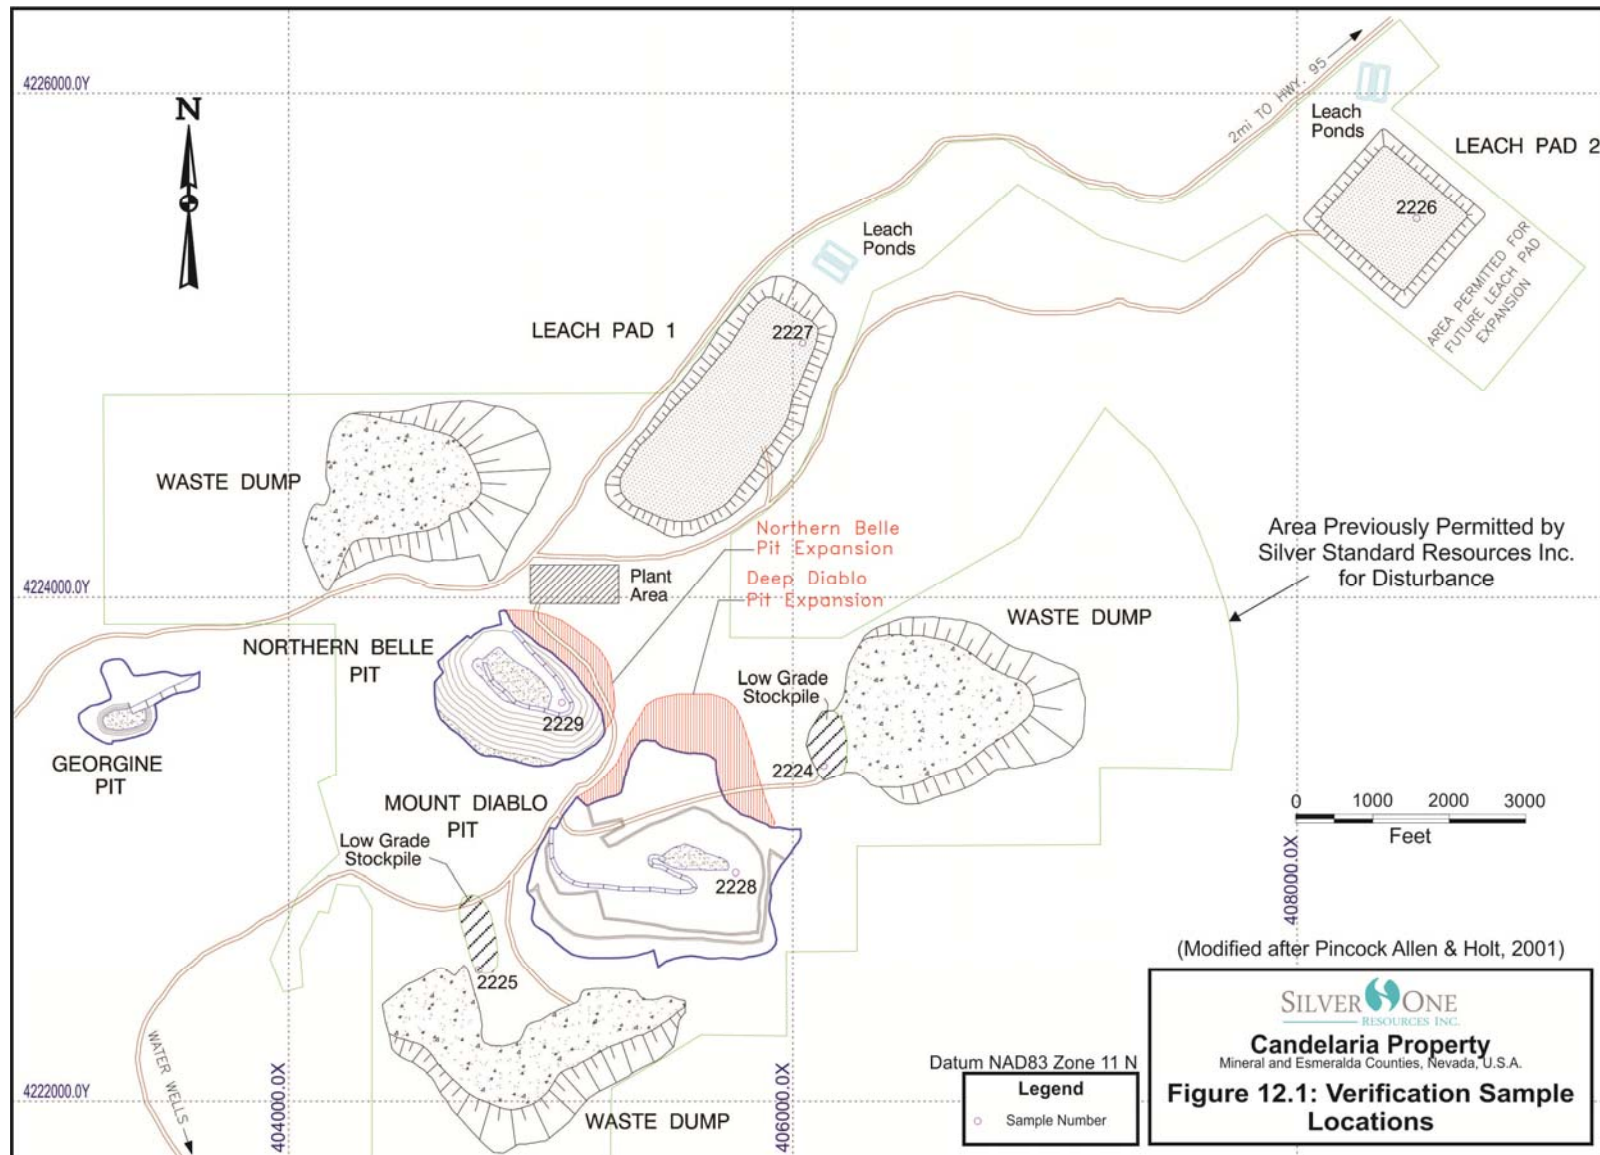 4226000.0Y
N
2mi TO HWY. 95
Leach
Ponds
LEACH PAD 2
2226
AREA PERMITTED FOR
FUTURE LEACH PAD
EXPANSION
Leach
Ponds
LEACH PAD 1
2227
WASTE DUMP
Northern Belle
Pit Expansion
Area Previously Permitted by
Silver Standard Resources Inc.
for Disturbance
4224000.0Y
Plant
Area
Deep Diablo
Pit Expansion
WASTE DUMP
NORTHERN BELLE
PIT
Low Grade
Stockpile
2229
GEORGINE
PIT
2224
MOUNT DIABLO
PIT
0 1000 2000 3000
Feet
Low Grade
Stockpile
2228
408000.0X
2225
(Modified after Pincock Allen & Holt, 2001)
SILVER ONE
RESOURCES INC.
Candelaria Property
Mineral and Esmeralda Counties, Nevada, U.S.A.
Figure 12.1: Verification Sample
Locations
WATER WELLS
Datum NAD83 Zone 11 N
Legend
Sample Number
4222000.0Y
404000.0X
406000.0X
WASTE DUMP